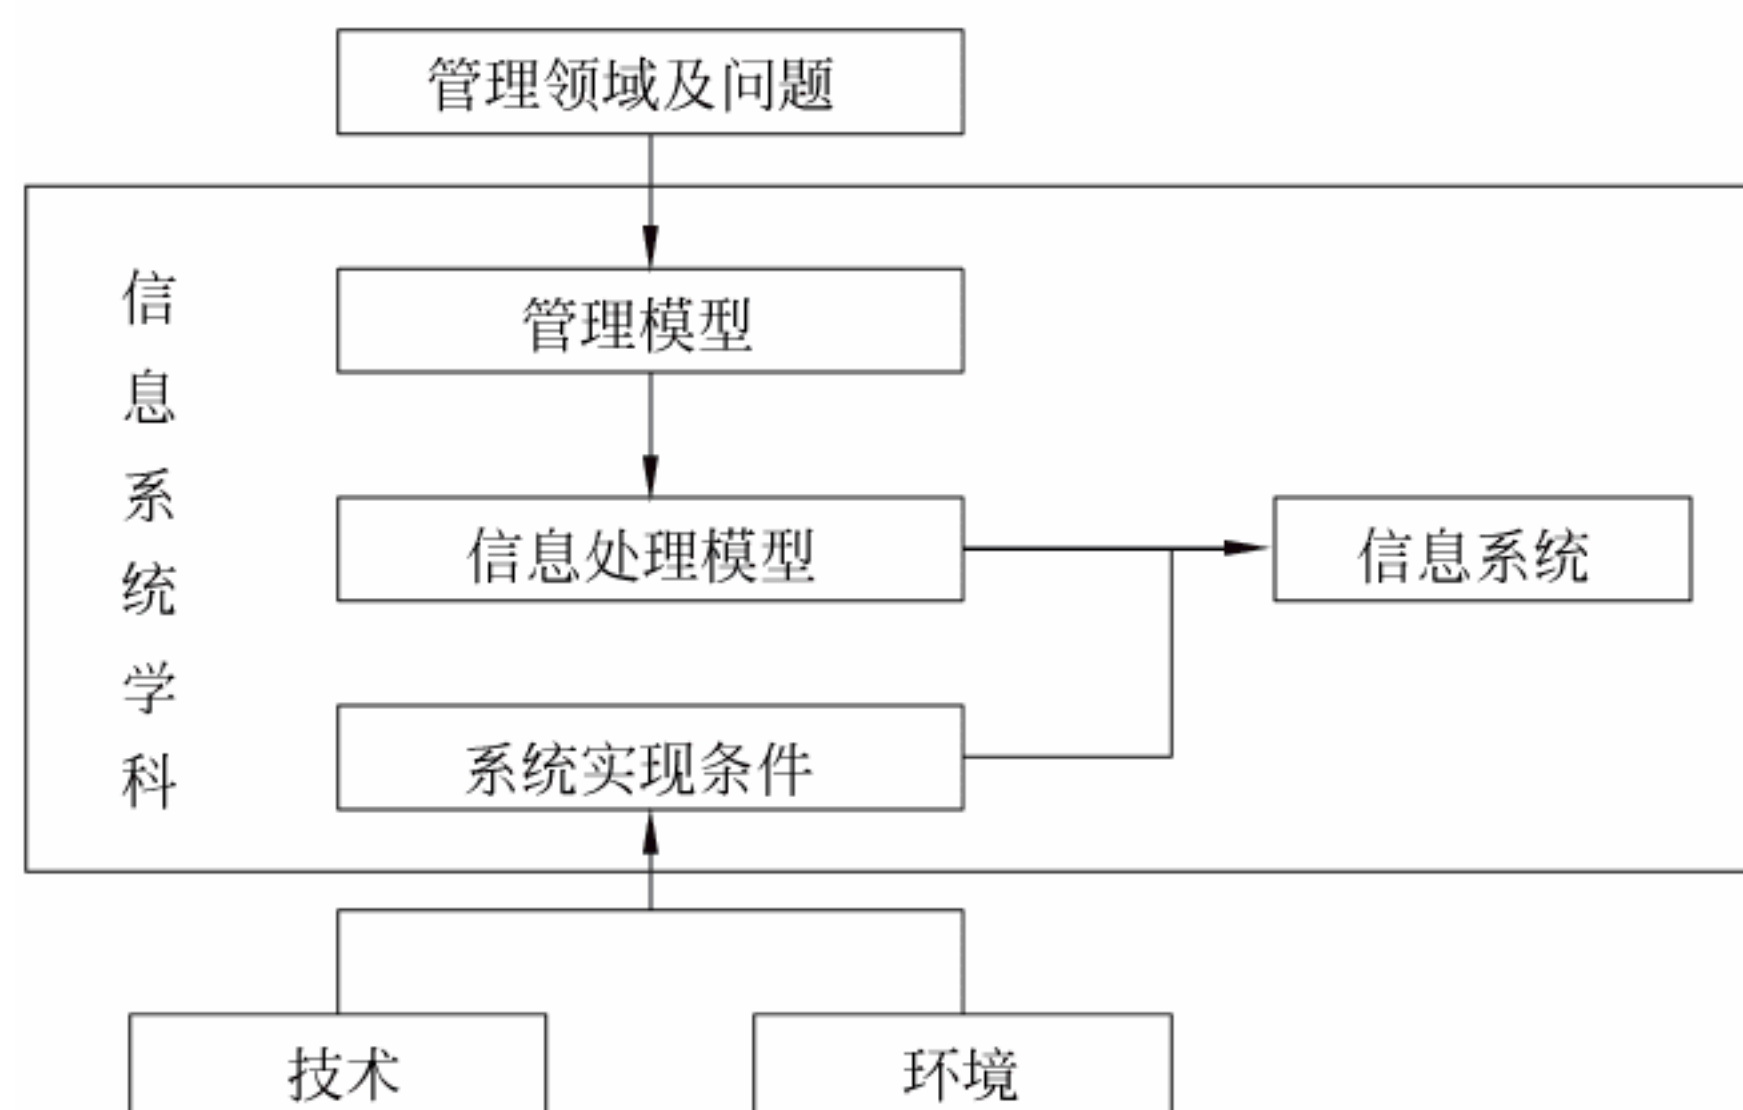 管理领域及问题
信息系统学科
管理模型
信息处理模型
信息系统
系统实现条件
技术
环境